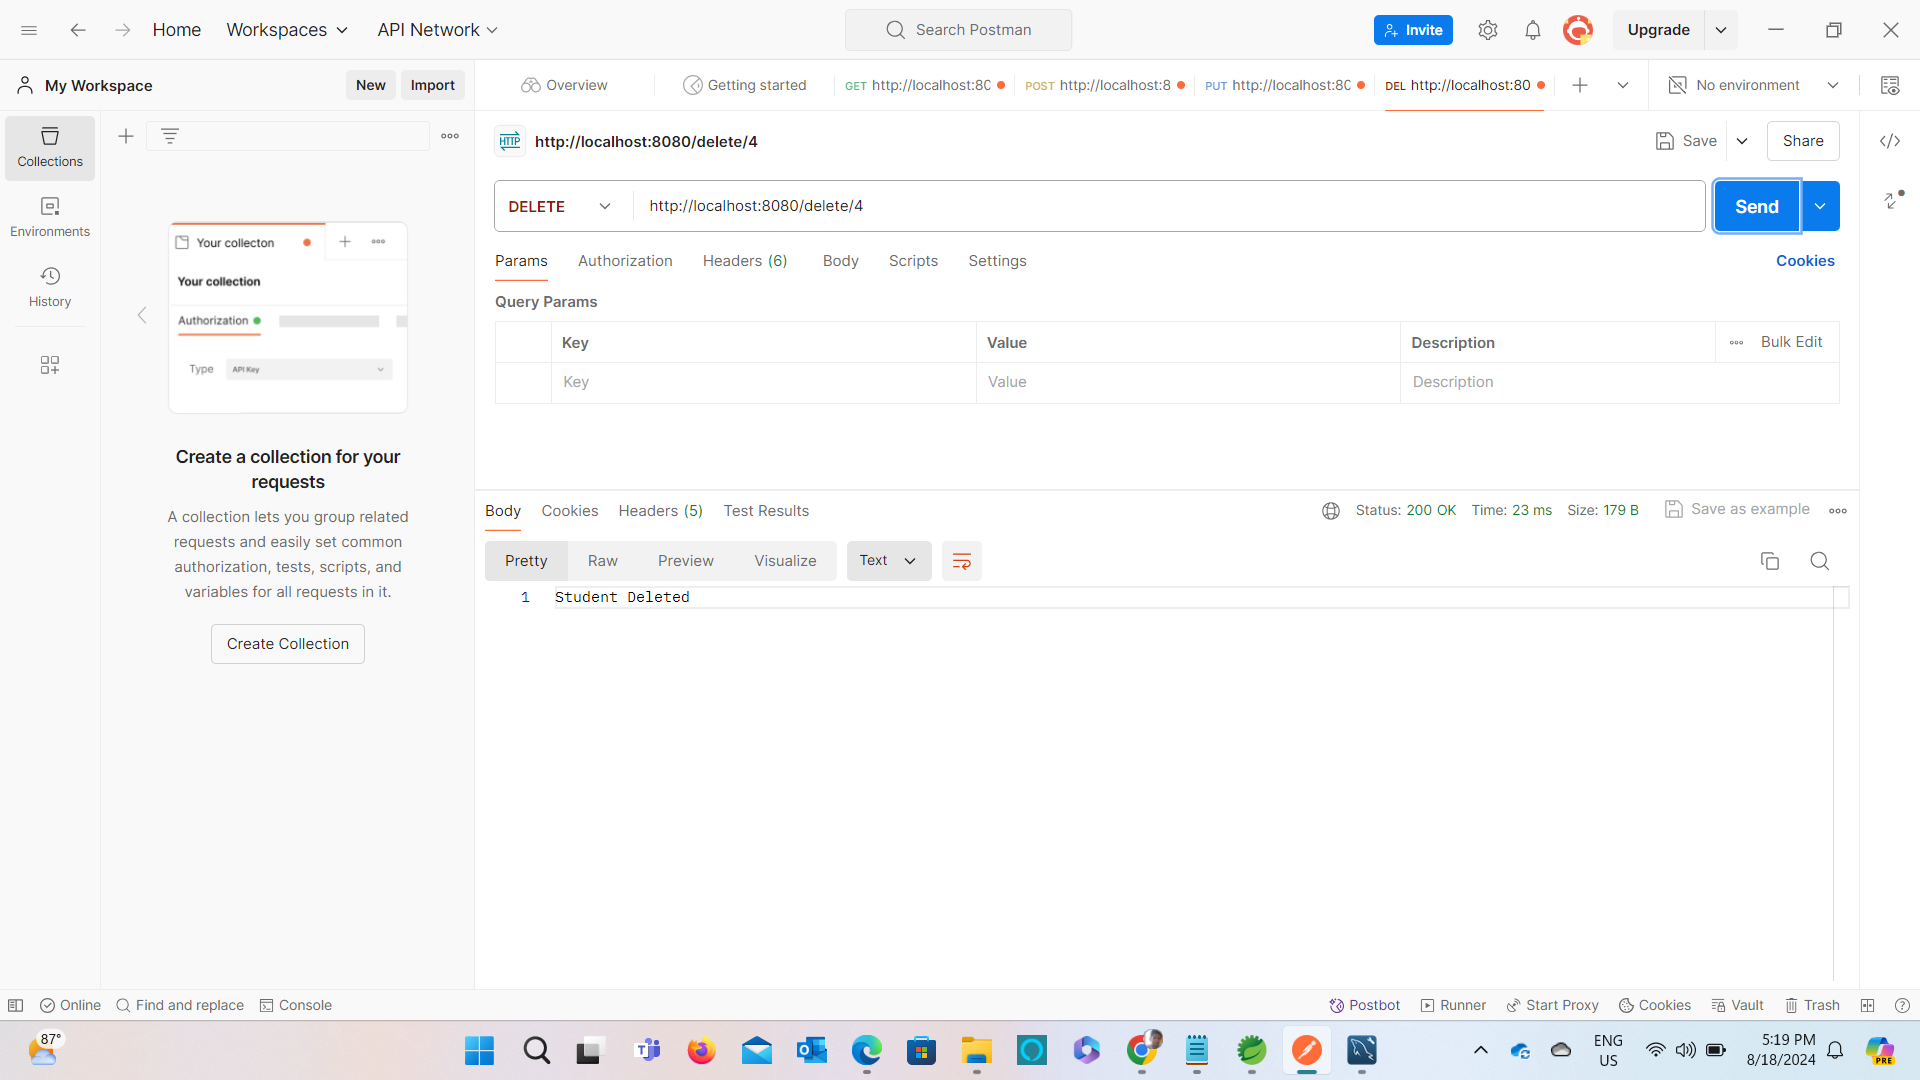 Home Workspaces API Network Search Postman Invite Upgrade
My Workspace New Import Overview Getting started GET http://localhost:80 POST http://localhost:8 PUT http://localhost:80 DEL http://localhost:80 No environment
Collections
Environments
History
Your collecton
Your collection
Authorization
Type API Key
Create a collection for your
requests
A collection lets you group related
requests and easily set common
authorization, tests, scripts, and
variables for all requests in it.
Create Collection
HTTP http://localhost:8080/delete/4 Save Share
DELETE http://localhost:8080/delete/4 Send
Params Authorization Headers (6) Body Scripts Settings Cookies
Query Params
Key Value Description Bulk Edit
Key Value Description
Body Cookies Headers (5) Test Results Status: 200 OK Time: 23 ms Size: 179 B Save as example
Pretty Raw Preview Visualize Text
1 Student Deleted
Online Find and replace Console Postbot Runner Start Proxy Cookies Vault Trash
87°
ENG
US
5:19 PM
8/18/2024
PRE